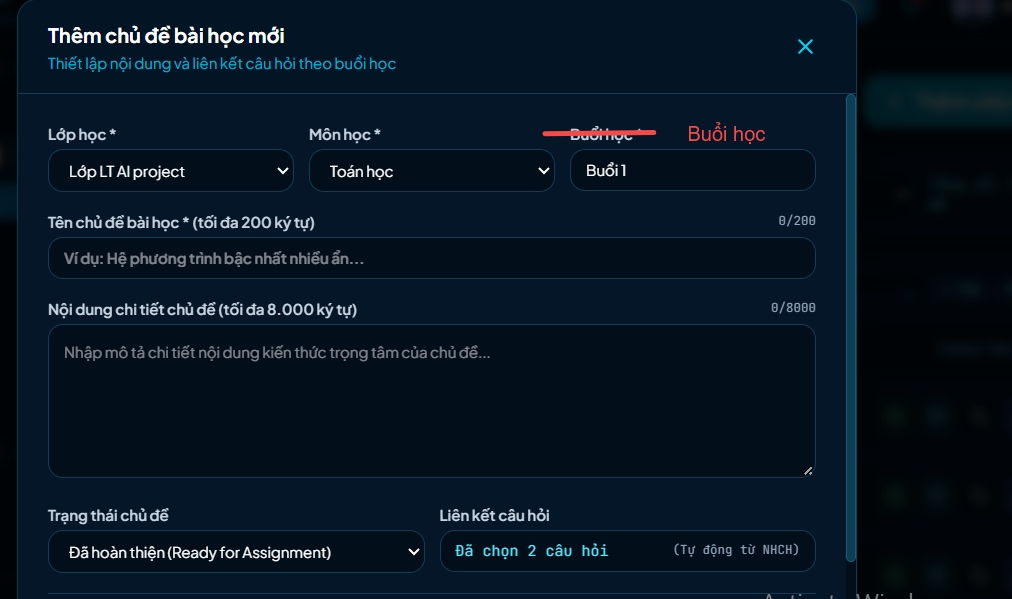 Thêm chủ đề bài học mới
Thiết lập nội dung và liên kết câu hỏi theo buổi học
Lớp học *
Môn học *
Buổi học *
Buổi học
Lớp LT AI project
Toán học
Buổi 1
Tên chủ đề bài học * (tối đa 200 ký tự)
0/200
Ví dụ: Hệ phương trình bậc nhất nhiều ẩn...
Nội dung chi tiết chủ đề (tối đa 8.000 ký tự)
0/8000
Nhập mô tả chi tiết nội dung kiến thức trọng tâm của chủ đề...
Trạng thái chủ đề
Liên kết câu hỏi
Đã hoàn thiện (Ready for Assignment)
Đã chọn 2 câu hỏi
(Tự động từ NHCH)